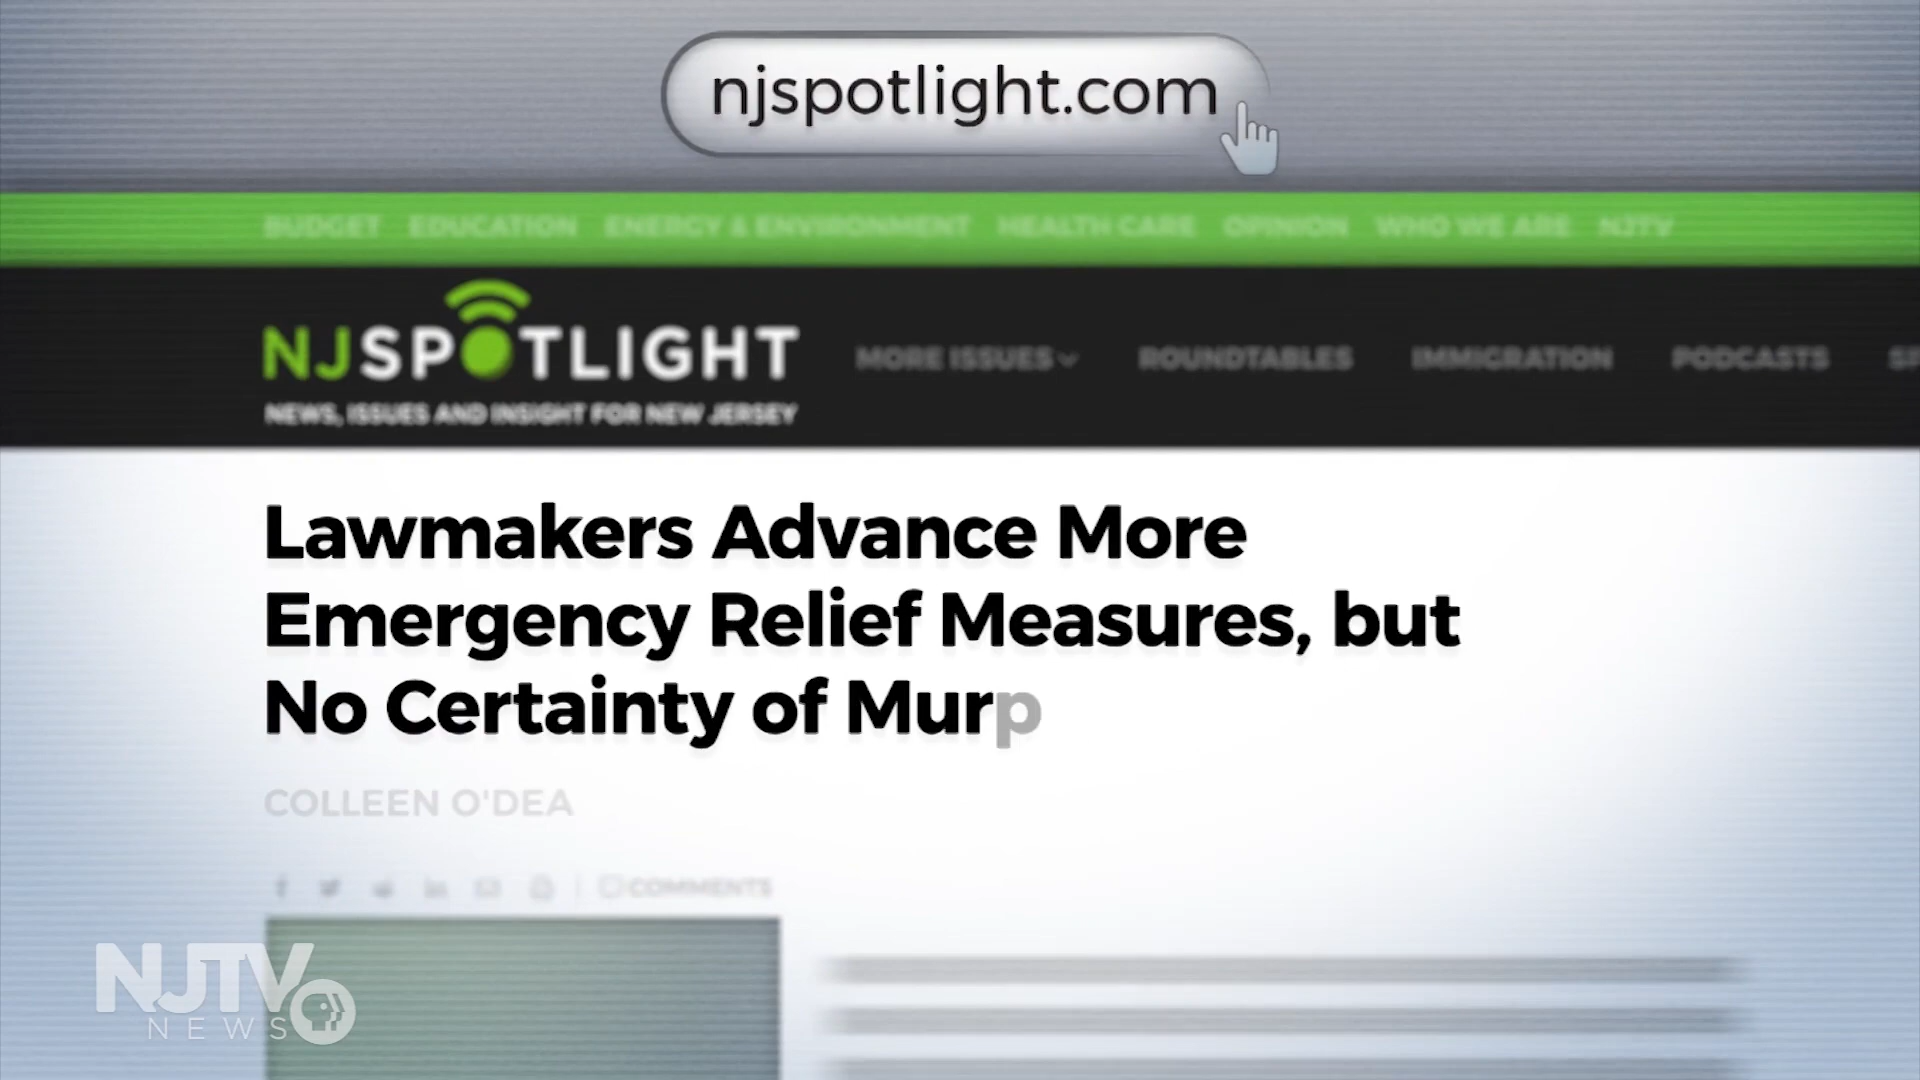 njspotlight.com
BUDGET EDUCATION ENERGY & ENVIRONMENT HEALTH CARE OPINION WHO WE ARE NJTV
NJSPOTLIGHT
NEWS, ISSUES AND INSIGHT FOR NEW JERSEY
MORE ISSUES ROUNDTABLES IMMIGRATION PODCASTS SP
Lawmakers Advance More
Emergency Relief Measures, but
No Certainty of Murp
COLLEEN O'DEA
COMMENTS
NJTV
NEWS